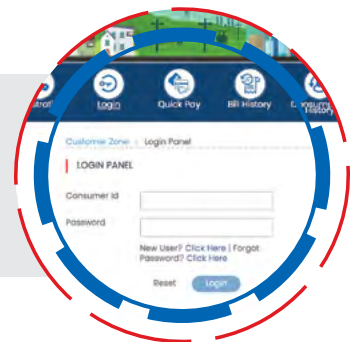 Login
Quick Pay
Bill History
History
Customer Zone
Login Panel
LOGIN PANEL
Consumer Id
Password
New User? Click Here | Forgot
Password? Click Here
Reset
Login